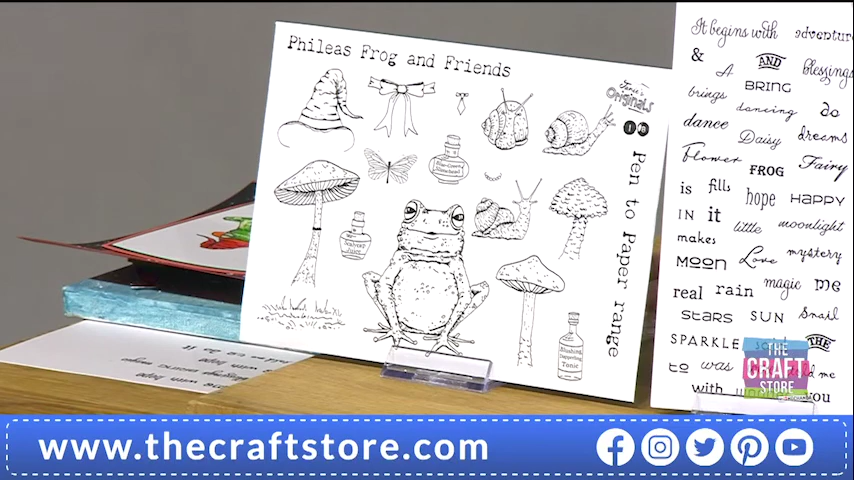 Phileas Frog and Friends
Janie's
Originals
Pen to Paper range
It begins with adventure
& AND
A blessings
BRING
brings
dancing do
dance
Daisy dreams
Flower
FROG Fairy
is fills
hope HAPPY
IN it
little moonlight
makes
Love mystery
MOON
magic me
real rain
Snail
STARS SUN
SPARKLE THE
to was
with you
THE
CRAFT
STORE
www.thecraftstore.com